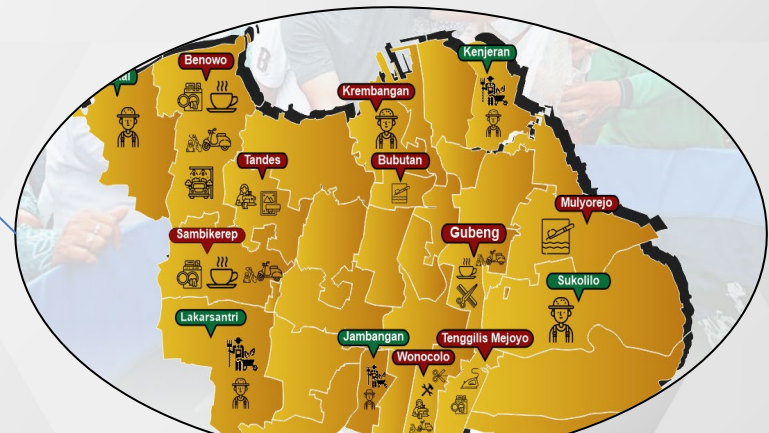 Benowo
Kenjeran
Krembangan
Tandes
Bubutan
Mulyorejo
Sambikerep
Gubeng
Sukolilo
Lakarsantri
Jambangan
Tenggilis Mejoyo
Wonocolo